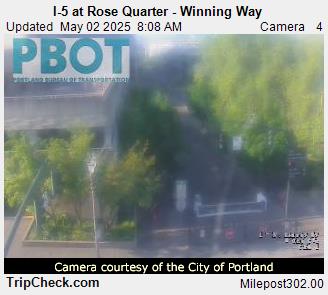 I-5 at Rose Quarter - Winning Way
Updated May 02 2025 8:08 AM Camera 4
PBOT
PORTLAND BUREAU OF TRANSPORTATION
Camera courtesy of the City of Portland
TripCheck.com Milepost302.00